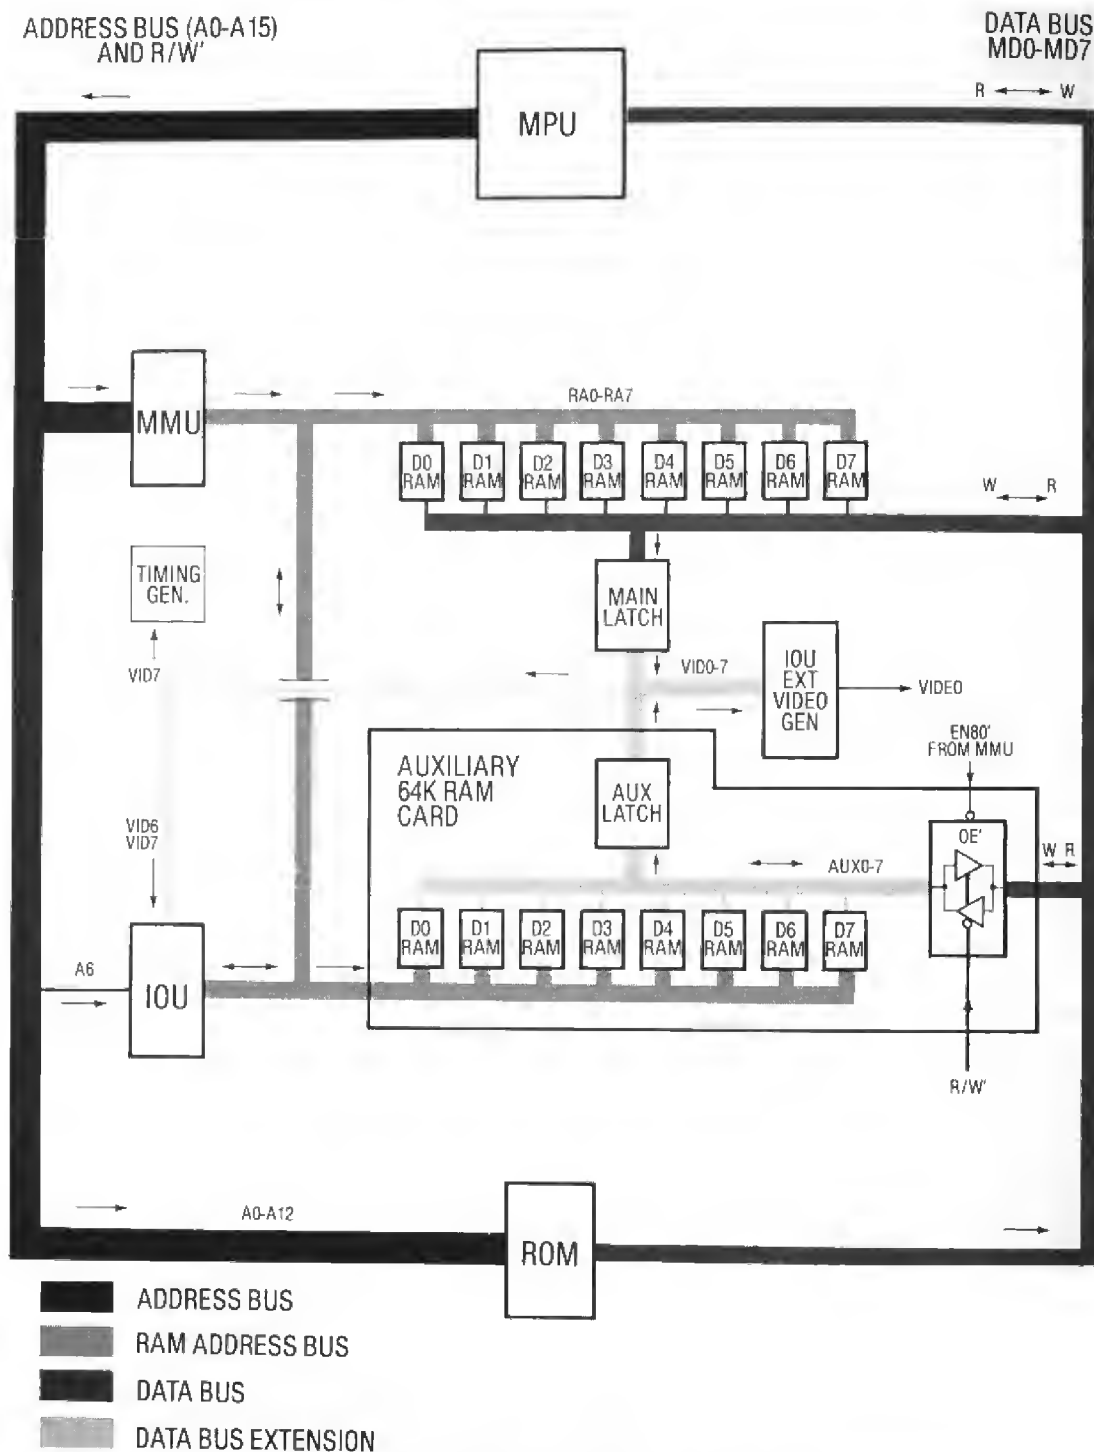 ADDRESS BUS (A0-A15)
AND R/W'
DATA BUS
MD0-MD7
R W
MPU
MMU
RA0-RA7
D0 RAM
D1 RAM
D2 RAM
D3 RAM
D4 RAM
D5 RAM
D6 RAM
D7 RAM
W R
TIMING
GEN.
VID7
MAIN
LATCH
VID0-7
IOU
EXT
VIDEO
GEN
VIDEO
EN80'
FROM MMU
AUXILIARY
64K RAM
CARD
AUX
LATCH
OE'
W R
AUX0-7
VID6
VID7
D0 RAM
D1 RAM
D2 RAM
D3 RAM
D4 RAM
D5 RAM
D6 RAM
D7 RAM
A6
IOU
R/W'
A0-A12
ROM
ADDRESS BUS
RAM ADDRESS BUS
DATA BUS
DATA BUS EXTENSION